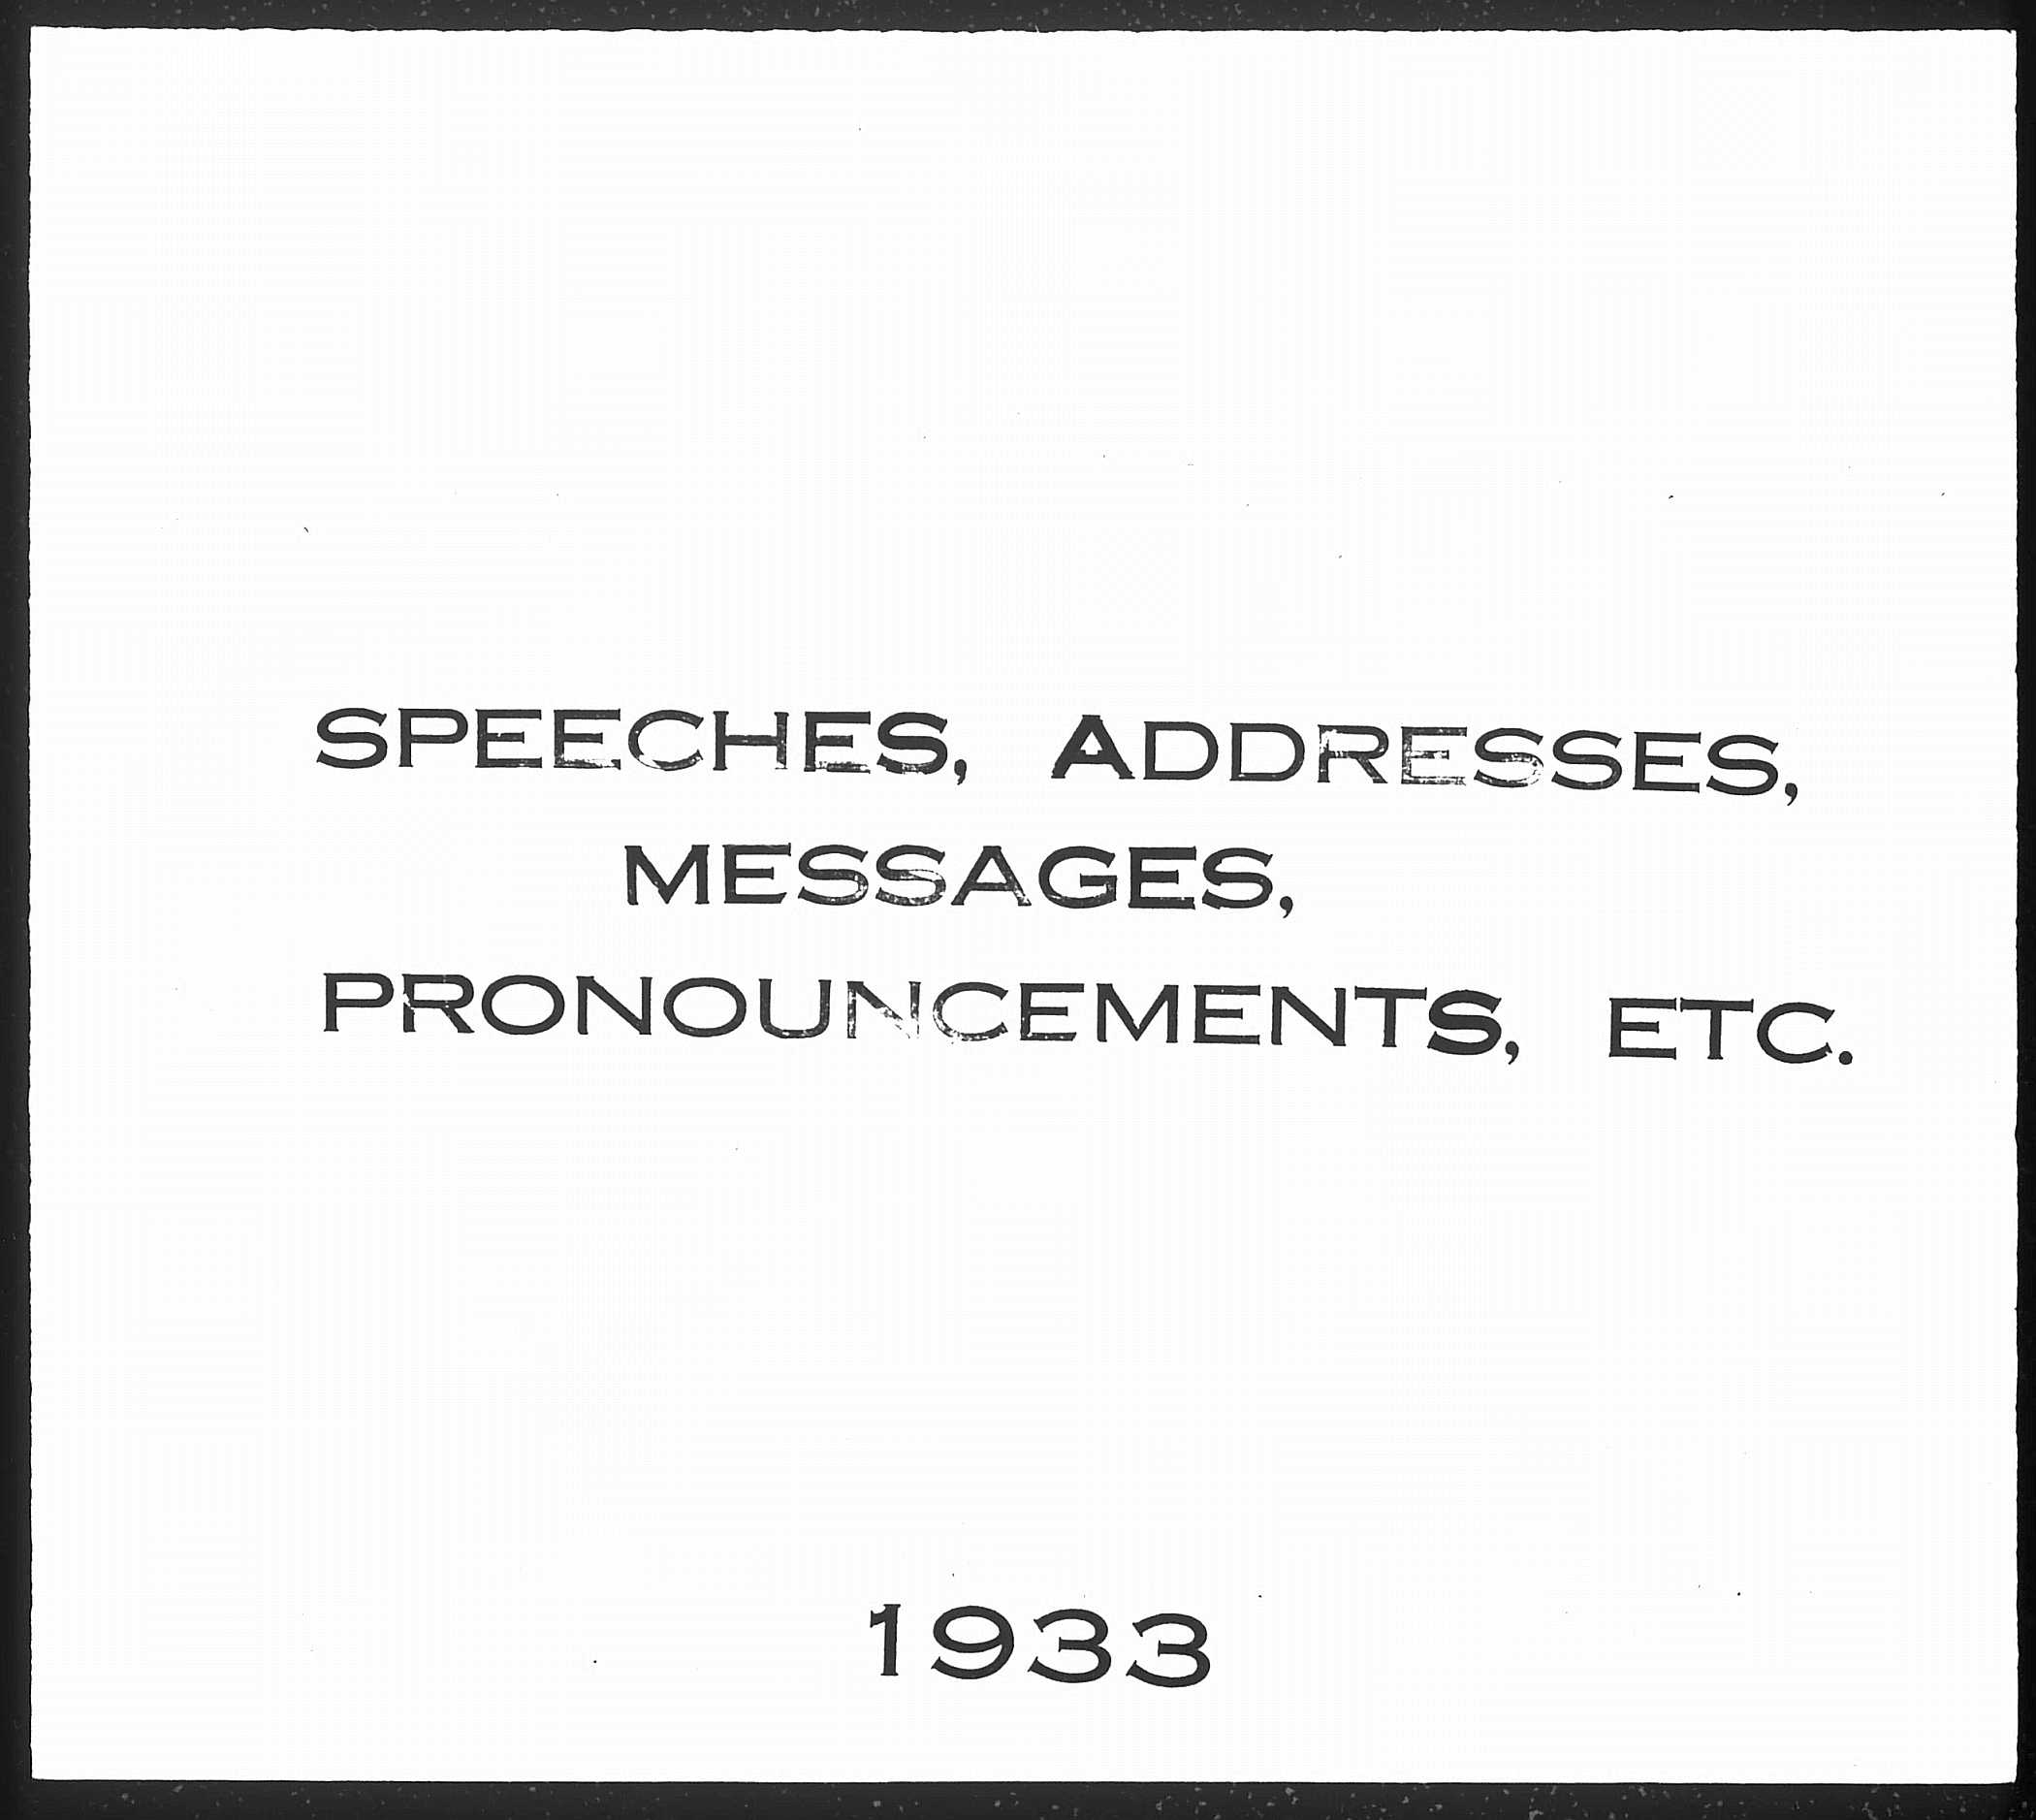 SPEECHES, ADDRESSES,
MESSAGES,
PRONOUNCEMENTS, ETC.
1933